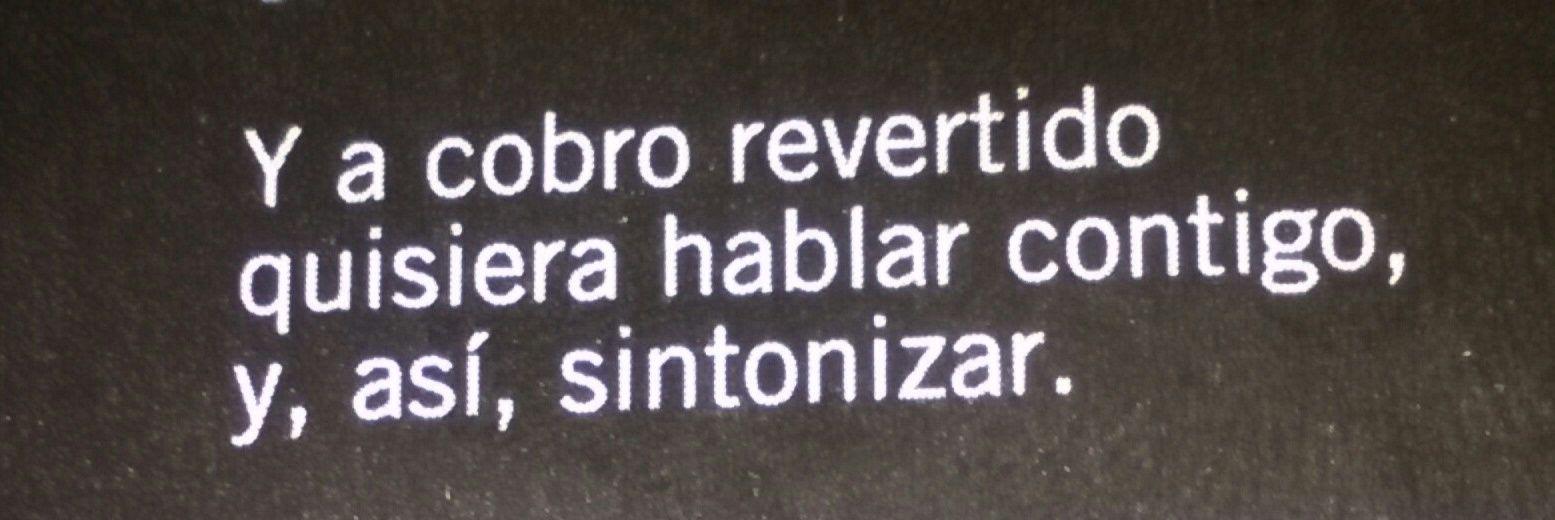 Y a cobro revertido
quisiera hablar contigo,
y, así, sintonizar.